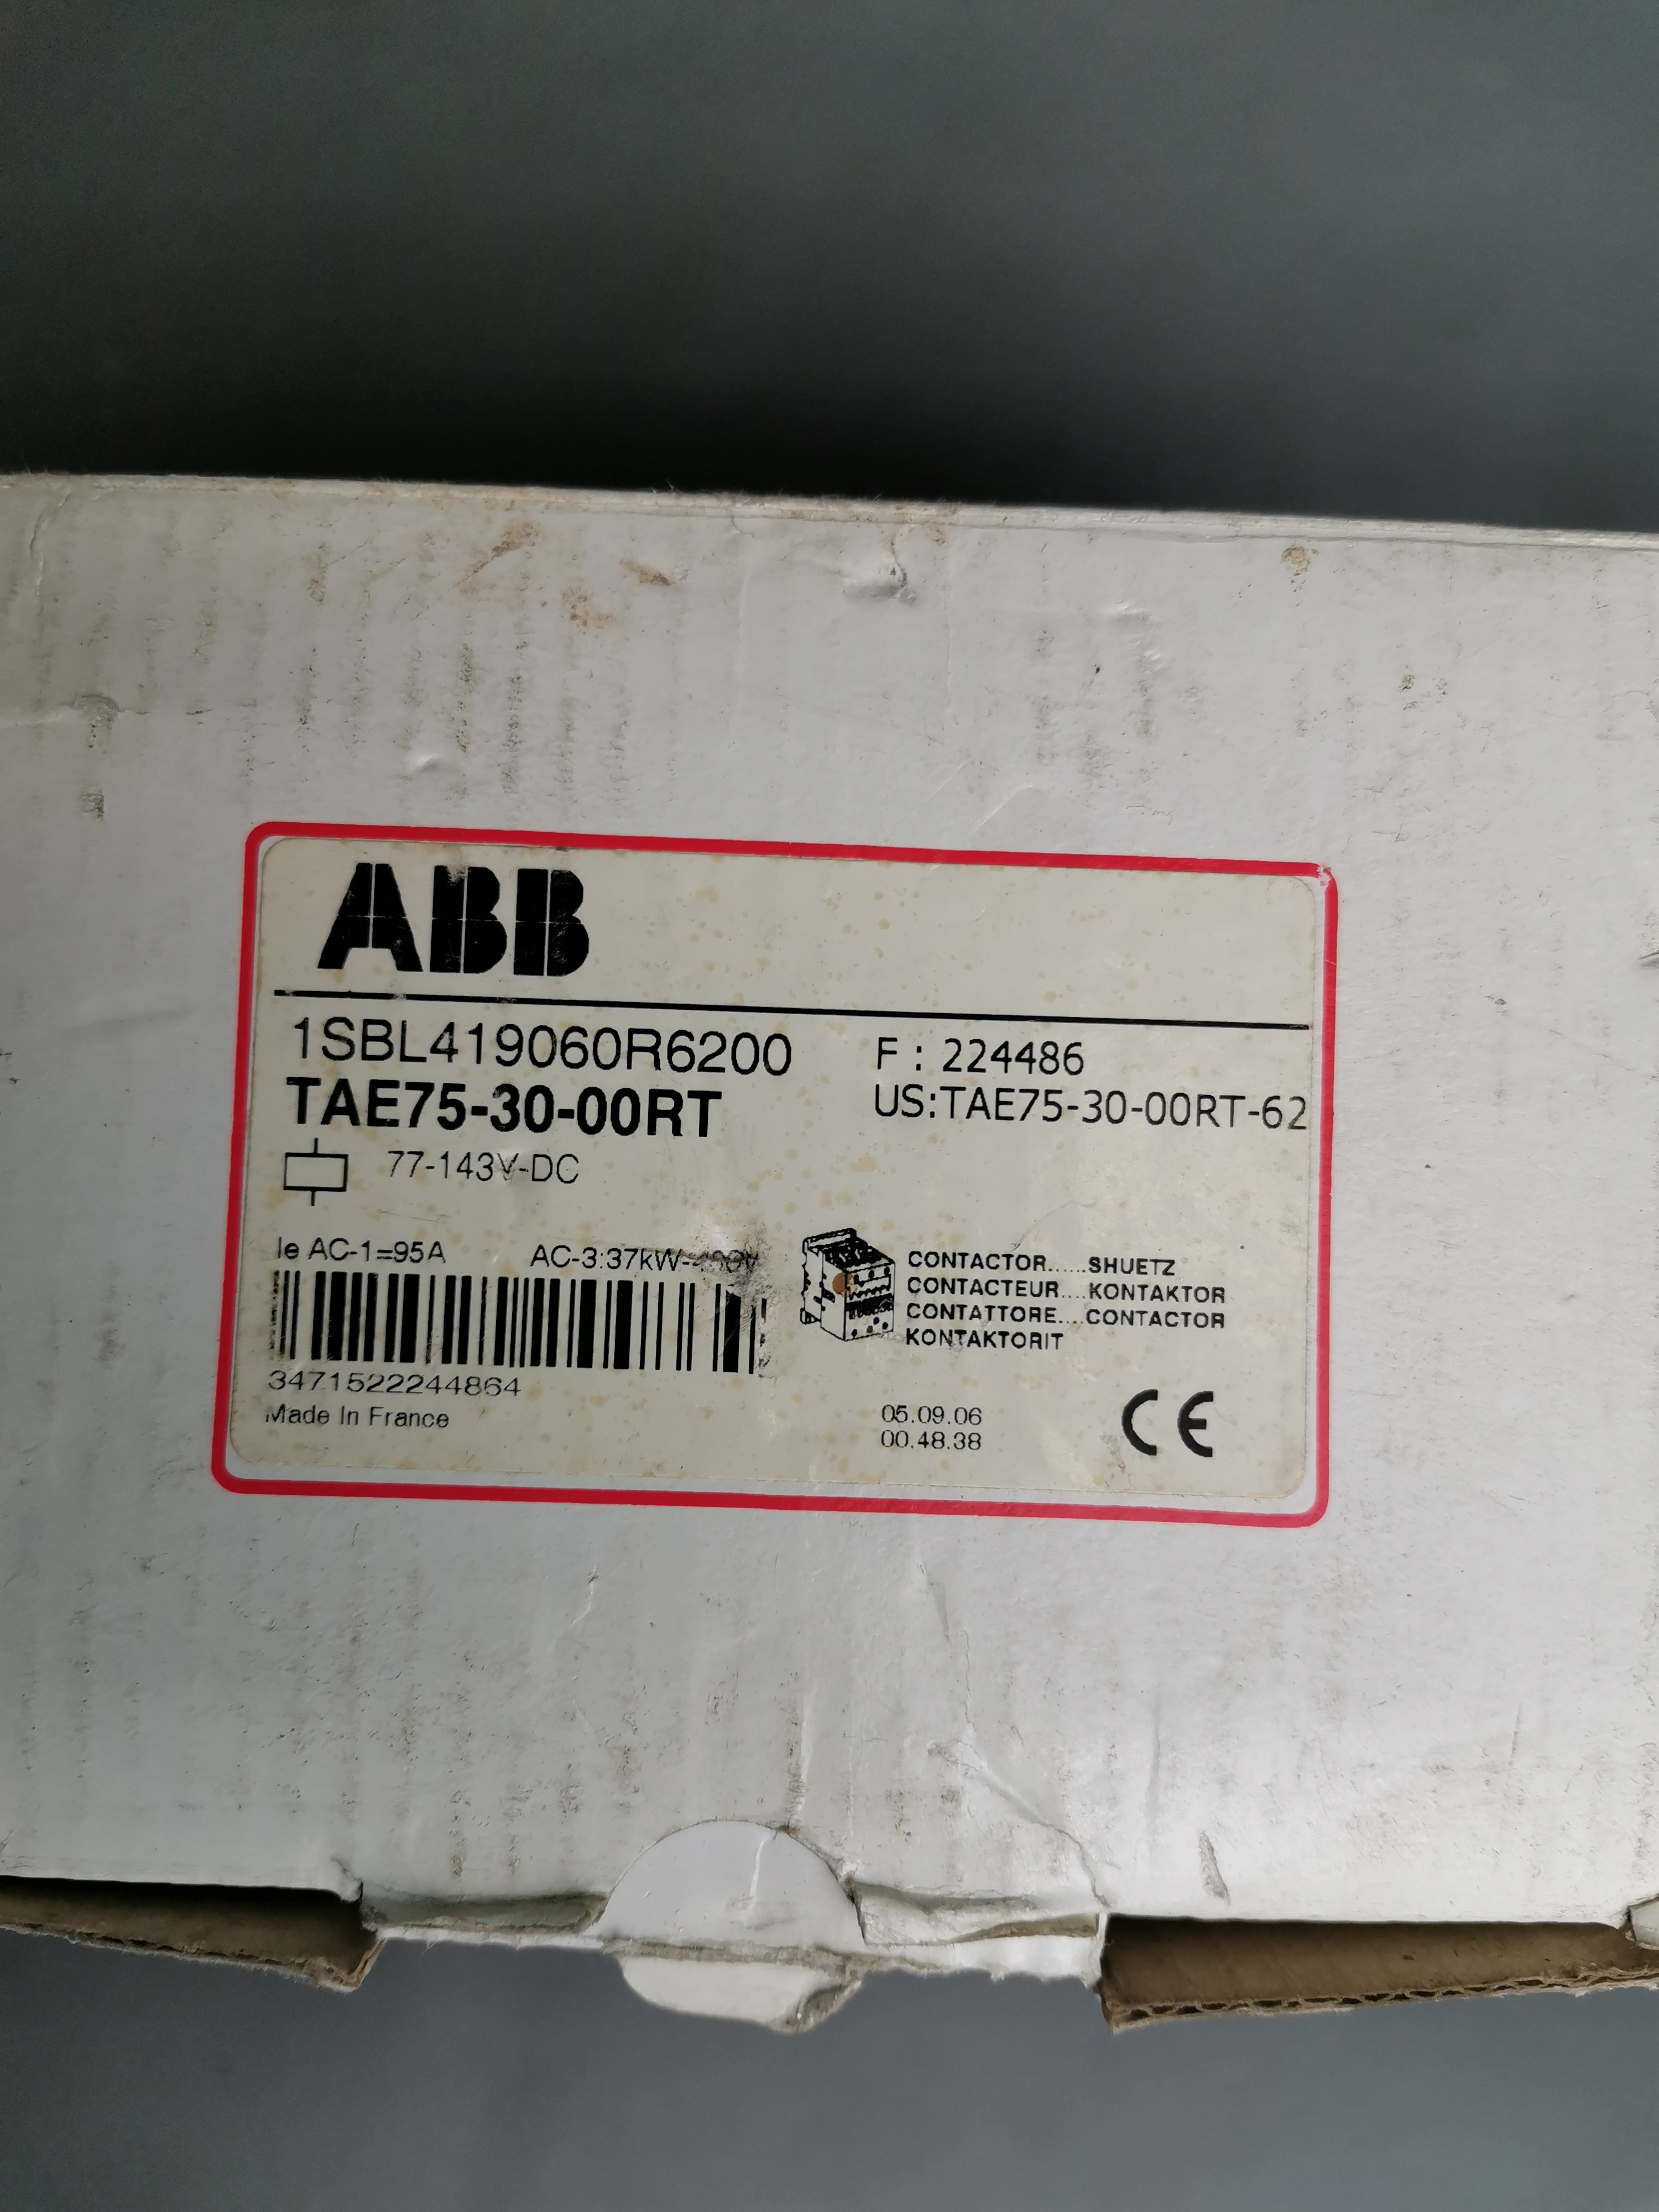 ABB
1SBL419060R6200 F : 224486
TAE75-30-00RT US:TAE75-30-00RT-62
77-143V-DC
Ie AC-1=95A AC-3:37kW-400V
CONTACTOR......SHUETZ
CONTACTEUR....KONTAKTOR
CONTATTORE....CONTACTOR
KONTAKTORIT
3471522244864
Made In France
05.09.06
00.48.38
CE